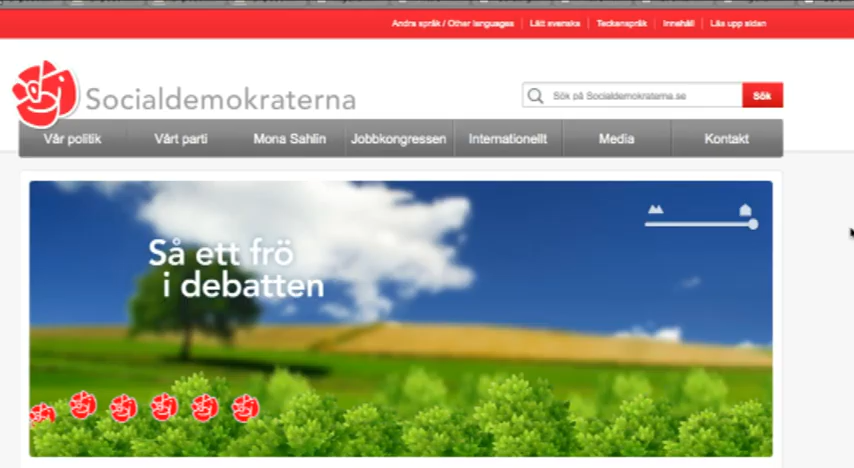 Andra språk / Other languages
Lätt svenska
Teckenspråk
Innehåll
Läs upp sidan
Socialdemokraterna
Sök på Socialdemokraterna.se
Sök
Vår politik
Vårt parti
Mona Sahlin
Jobbkongressen
Internationellt
Media
Kontakt
Så ett frö
i debatten